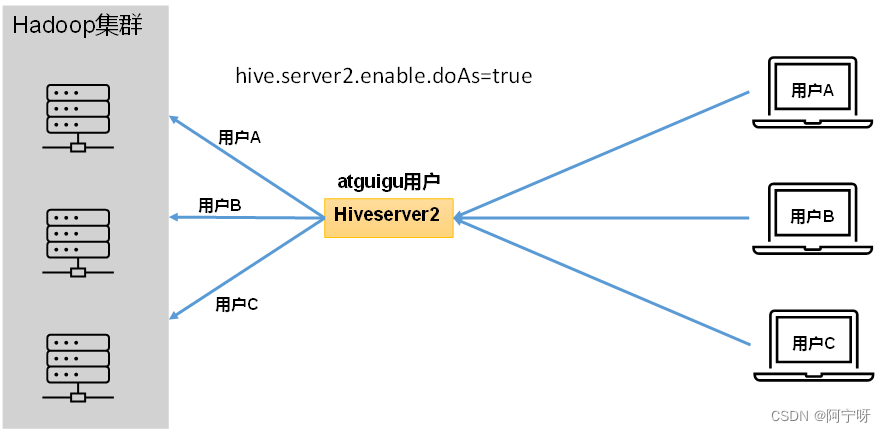 Hadoop集群
hive.server2.enable.doAs=true
用户A
用户A
atguigu用户
用户B
Hiveserver2
用户B
用户C
用户C
CSDN @阿宁呀